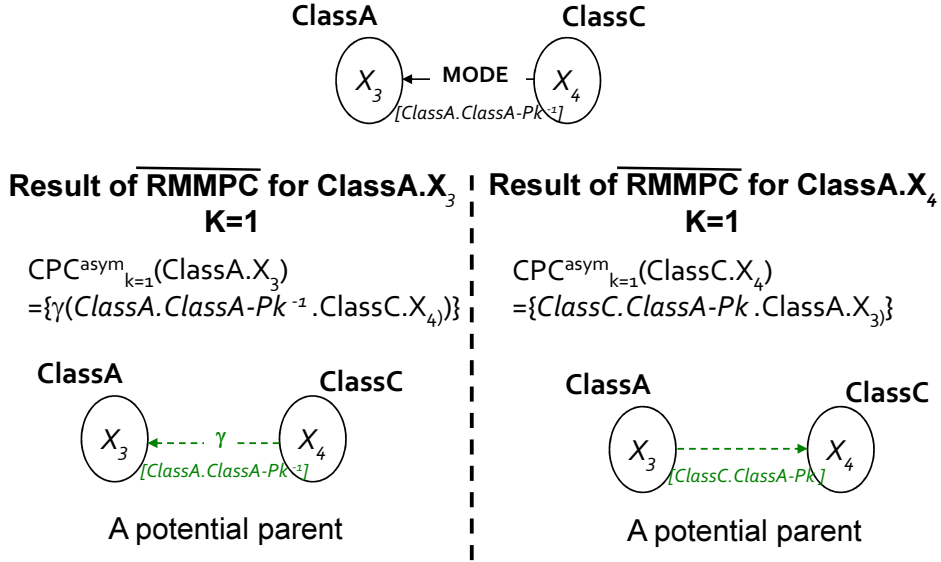 ClassA ClassC
X₃ MODE X₄
[ClassA.ClassA-Pk⁻¹]
Result of R̅M̅M̅P̅C̅ for ClassA.X₃
K=1
CPCᵃˢʸᵐₖ₌₁(ClassA.X₃)
={γ(ClassA.ClassA-Pk⁻¹.ClassC.X₄₎)}
ClassA
ClassC
X₃ γ X₄
[ClassA.ClassA-Pk⁻¹]
A potential parent
Result of R̅M̅M̅P̅C̅ for ClassA.X₄
K=1
CPCᵃˢʸᵐₖ₌₁(ClassC.X₄)
={ClassC.ClassA-Pk.ClassA.X₃₎}
ClassA
ClassC
X₃ X₄
[ClassC.ClassA-Pk]
A potential parent